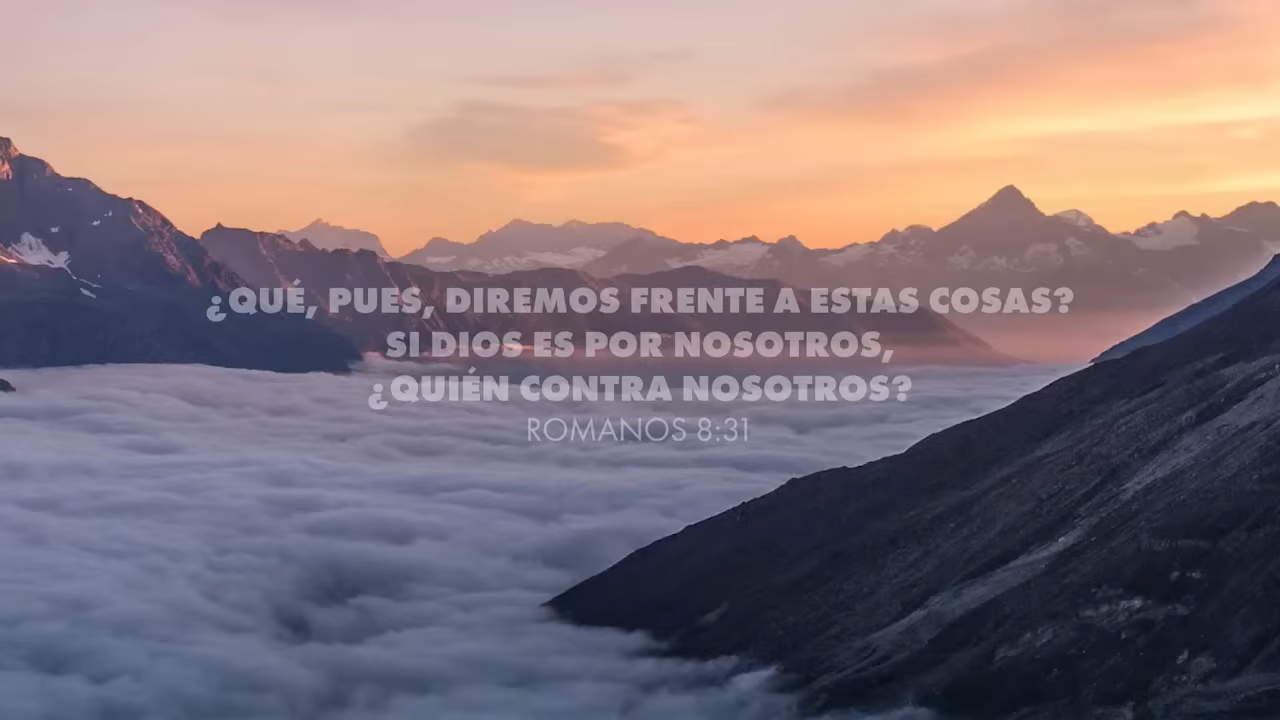 ¿QUÉ, PUES, DIREMOS FRENTE A ESTAS COSAS?
SI DIOS ES POR NOSOTROS,
¿QUIÉN CONTRA NOSOTROS?
ROMANOS 8:31